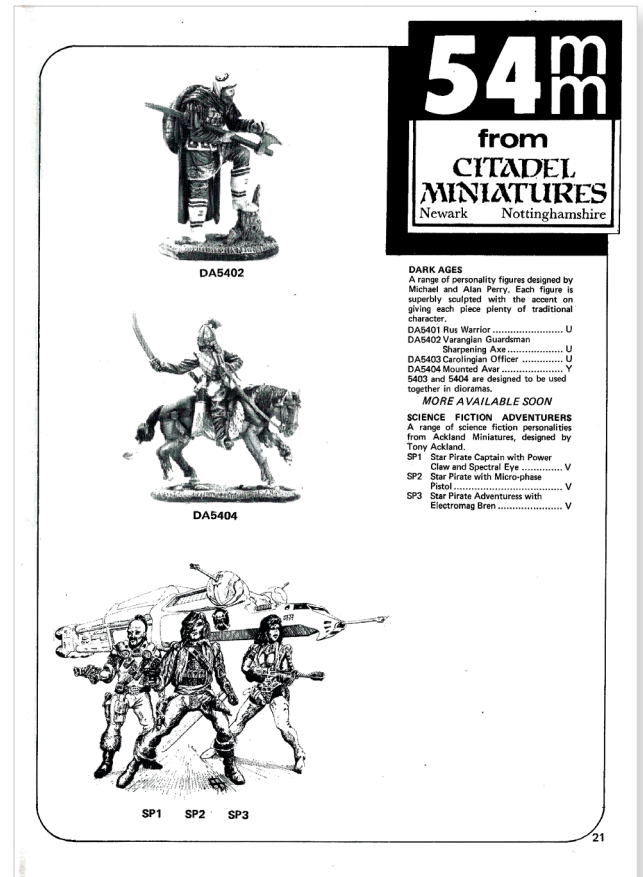 54mm
from
CITADEL
MINIATURES
Newark Nottinghamshire
DA5402
DA5404
SP1 SP2 SP3
DARK AGES
A range of personality figures designed by
Michael and Alan Perry. Each figure is
superbly sculpted with the accent on
giving each piece plenty of traditional
character.
DA5401 Rus Warrior ........................ U
DA5402 Varangian Guardsman
Sharpening Axe ................... U
DA5403 Carolingian Officer .............. U
DA5404 Mounted Avar ..................... Y
5403 and 5404 are designed to be used
together in dioramas.
MORE AVAILABLE SOON
SCIENCE FICTION ADVENTURERS
A range of science fiction personalities
from Ackland Miniatures, designed by
Tony Ackland.
SP1 Star Pirate Captain with Power
Claw and Spectral Eye .............. V
SP2 Star Pirate with Micro-phase
Pistol .................................... V
SP3 Star Pirate Adventuress with
Electromag Bren ...................... V
21